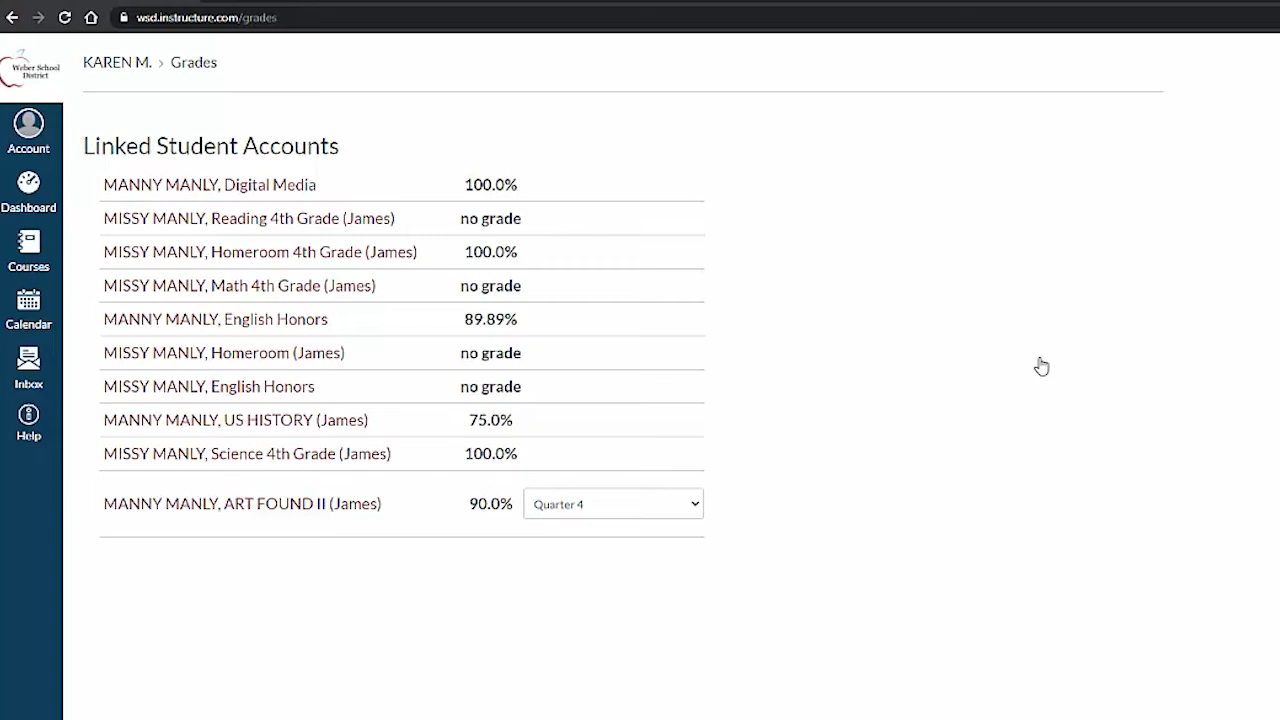 wsd.instructure.com/grades
Weber School
District
KAREN M. › Grades
Account
Dashboard
Courses
Calendar
Inbox
Help
Linked Student Accounts
MANNY MANLY, Digital Media 100.0%
MISSY MANLY, Reading 4th Grade (James) no grade
MISSY MANLY, Homeroom 4th Grade (James) 100.0%
MISSY MANLY, Math 4th Grade (James) no grade
MANNY MANLY, English Honors 89.89%
MISSY MANLY, Homeroom (James) no grade
MISSY MANLY, English Honors no grade
MANNY MANLY, US HISTORY (James) 75.0%
MISSY MANLY, Science 4th Grade (James) 100.0%
MANNY MANLY, ART FOUND II (James) 90.0% Quarter 4